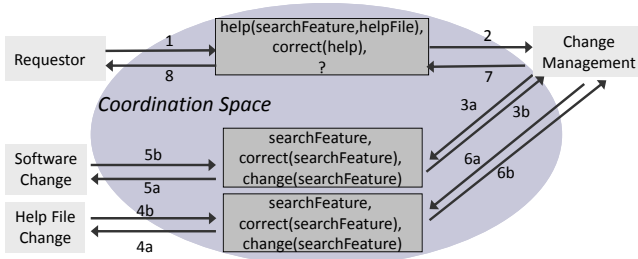 help(searchFeature,helpFile),
correct(help),
?
1
2
8
7
Requestor
Change
Management
Coordination Space
3a
3b
searchFeature,
correct(searchFeature),
change(searchFeature)
Software
Change
5b
5a
6a
6b
searchFeature,
correct(searchFeature),
change(searchFeature)
Help File
Change
4b
4a